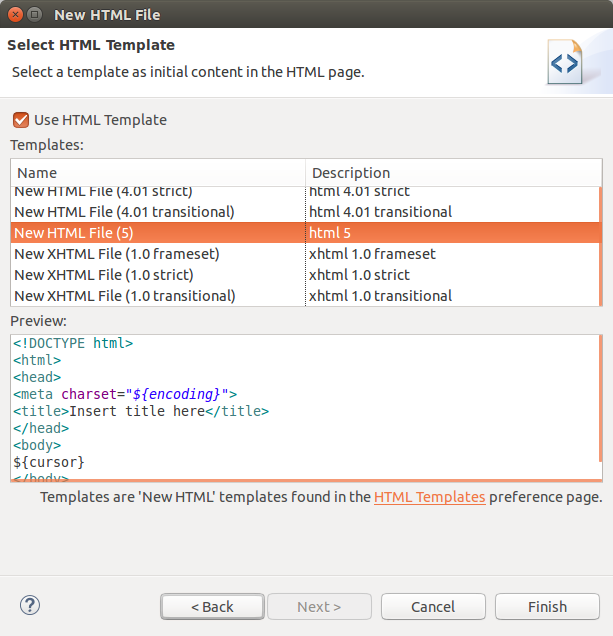 New HTML File
Select HTML Template
Select a template as initial content in the HTML page.
Use HTML Template
Templates:
Name Description
New HTML File (4.01 strict) html 4.01 strict
New HTML File (4.01 transitional) html 4.01 transitional
New HTML File (5) html 5
New XHTML File (1.0 frameset) xhtml 1.0 frameset
New XHTML File (1.0 strict) xhtml 1.0 strict
New XHTML File (1.0 transitional) xhtml 1.0 transitional
Preview:
<!DOCTYPE html>
<html>
<head>
<meta charset="${encoding}">
<title>Insert title here</title>
</head>
<body>
${cursor}
</body>
Templates are 'New HTML' templates found in the HTML Templates preference page.
? < Back Next > Cancel Finish